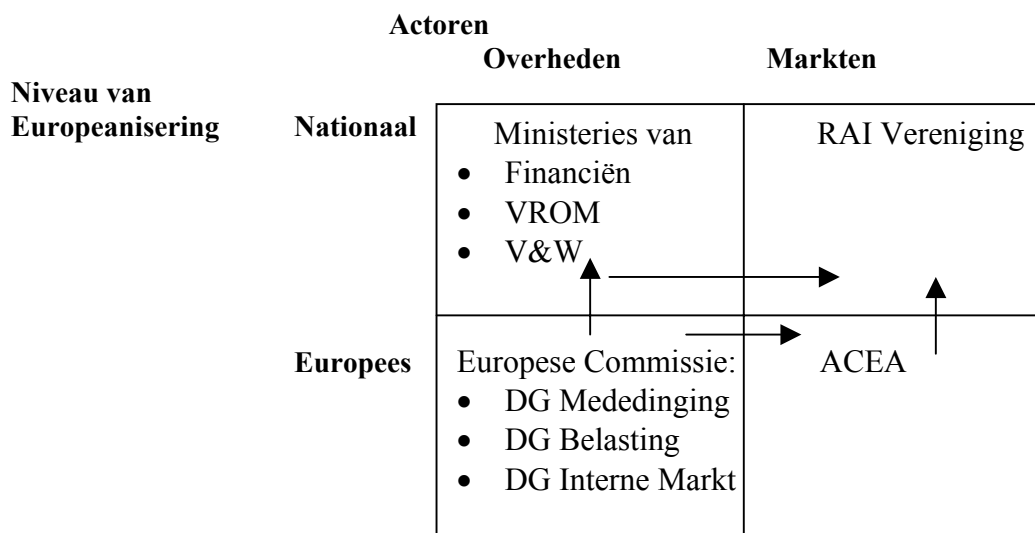 Actoren
Overheden Markten
Niveau van
Europeanisering Nationaal
Ministeries van RAI Vereniging
• Financiën
• VROM
• V&W
Europees
Europese Commissie: ACEA
• DG Mededinging
• DG Belasting
• DG Interne Markt